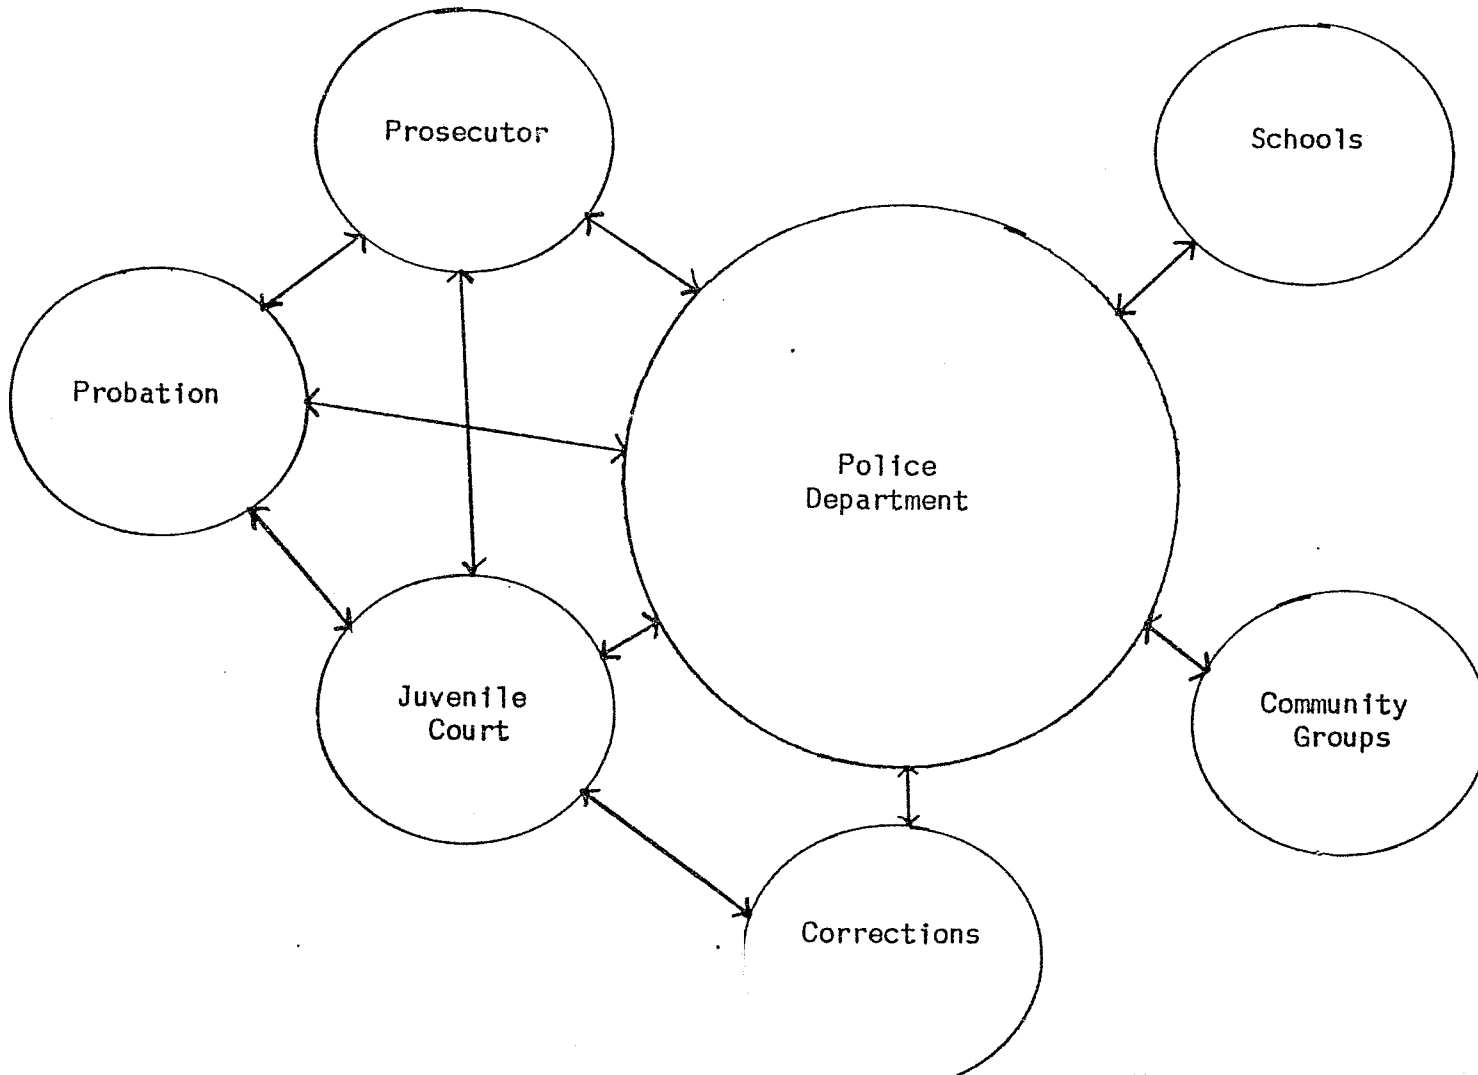 Prosecutor
Schools
Probation
Police
Department
Juvenile
Court
Community
Groups
Corrections